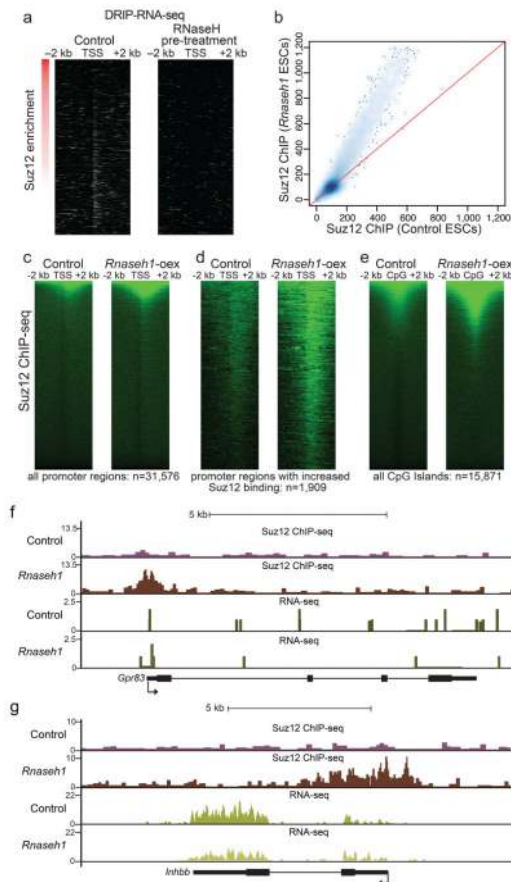 a
DRIP-RNA-seq
Control
RNaseH pre-treatment
−2 kb TSS +2 kb
−2 kb TSS +2 kb
Suz12 enrichment
b
Suz12 ChIP (Rnaseh1 ESCs)
0 200 400 600 800 1,000 1,200
0 200 400 600 800 1,000 1,200
Suz12 ChIP (Control ESCs)
c
Control
Rnaseh1-oex
-2 kb TSS +2 kb
-2 kb TSS +2 kb
Suz12 ChIP-seq
all promoter regions: n=31,576
d
Control
Rnaseh1-oex
-2 kb TSS +2 kb
-2 kb TSS +2 kb
promoter regions with increased
Suz12 binding: n=1,909
e
Control
Rnaseh1-oex
-2 kb CpG +2 kb
-2 kb CpG +2 kb
all CpG Islands: n=15,871
f
5 kb
13.5
Suz12 ChIP-seq
Control
0
13.5
Suz12 ChIP-seq
Rnaseh1
0
2.5
RNA-seq
Control
0
2.5
RNA-seq
Rnaseh1
0
Gpr83
g
5 kb
10
Suz12 ChIP-seq
Control
0
10
Suz12 ChIP-seq
Rnaseh1
0
22
RNA-seq
Control
0
22
RNA-seq
Rnaseh1
0
Inhbb